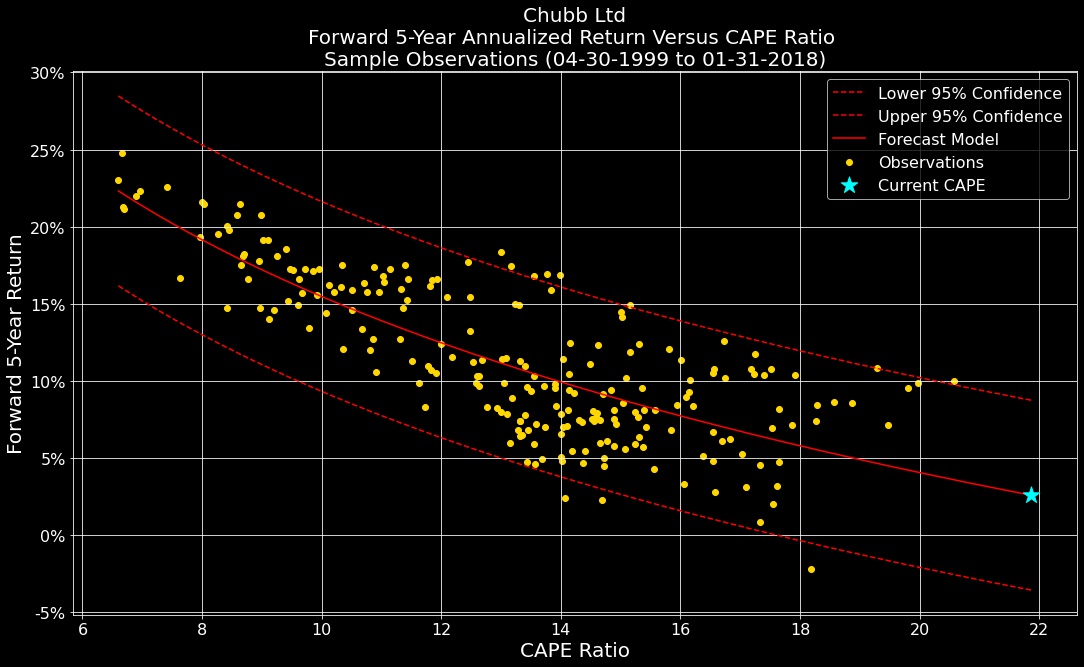 Chubb Ltd
Forward 5-Year Annualized Return Versus CAPE Ratio
Sample Observations (04-30-1999 to 01-31-2018)
30%
25%
20%
15%
10%
5%
0%
-5%
Forward 5-Year Return
Lower 95% Confidence
Upper 95% Confidence
Forecast Model
Observations
Current CAPE
6 8 10 12 14 16 18 20 22
CAPE Ratio